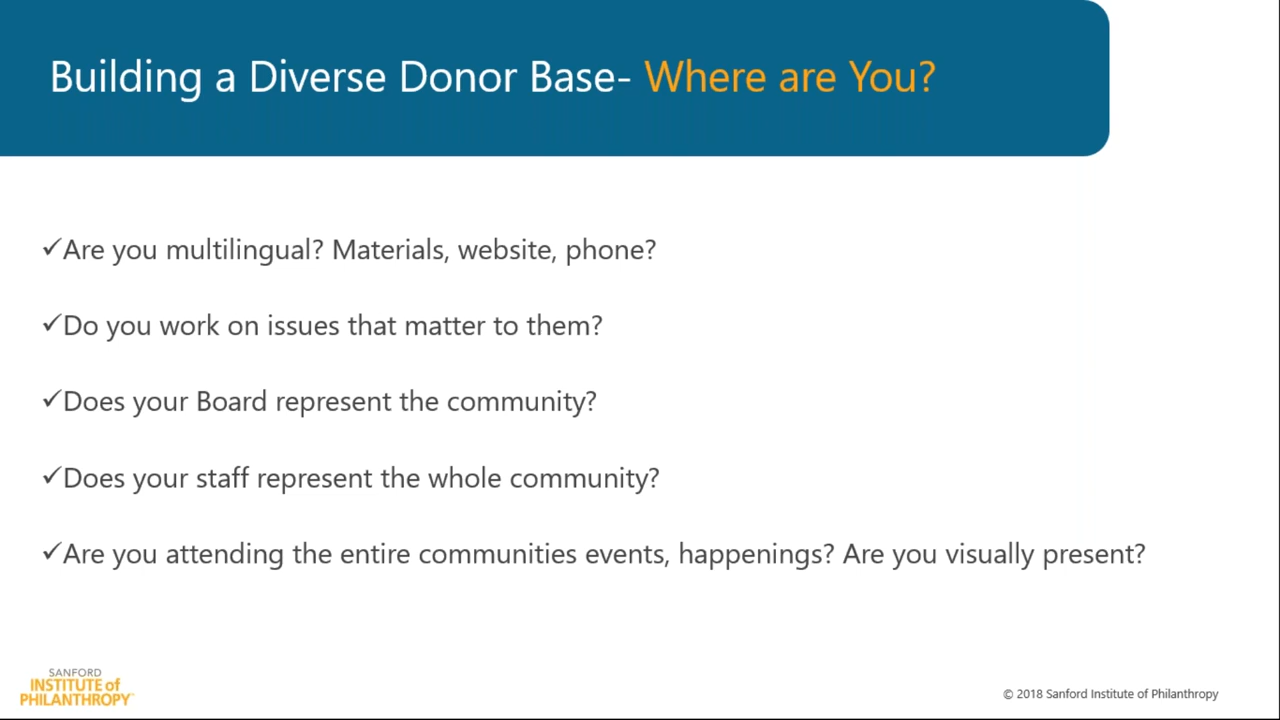 Building a Diverse Donor Base- Where are You?
✓Are you multilingual? Materials, website, phone?
✓Do you work on issues that matter to them?
✓Does your Board represent the community?
✓Does your staff represent the whole community?
✓Are you attending the entire communities events, happenings? Are you visually present?
SANFORD
INSTITUTE of
PHILANTHROPY
© 2018 Sanford Institute of Philanthropy